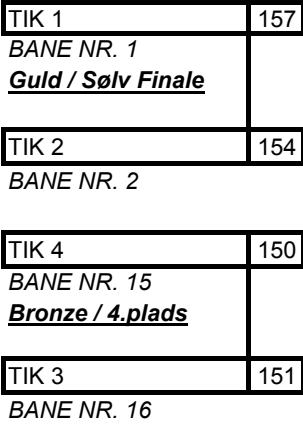 TIK 1 157
BANE NR. 1
Guld / Sølv Finale
TIK 2 154
BANE NR. 2
TIK 4 150
BANE NR. 15
Bronze / 4.plads
TIK 3 151
BANE NR. 16